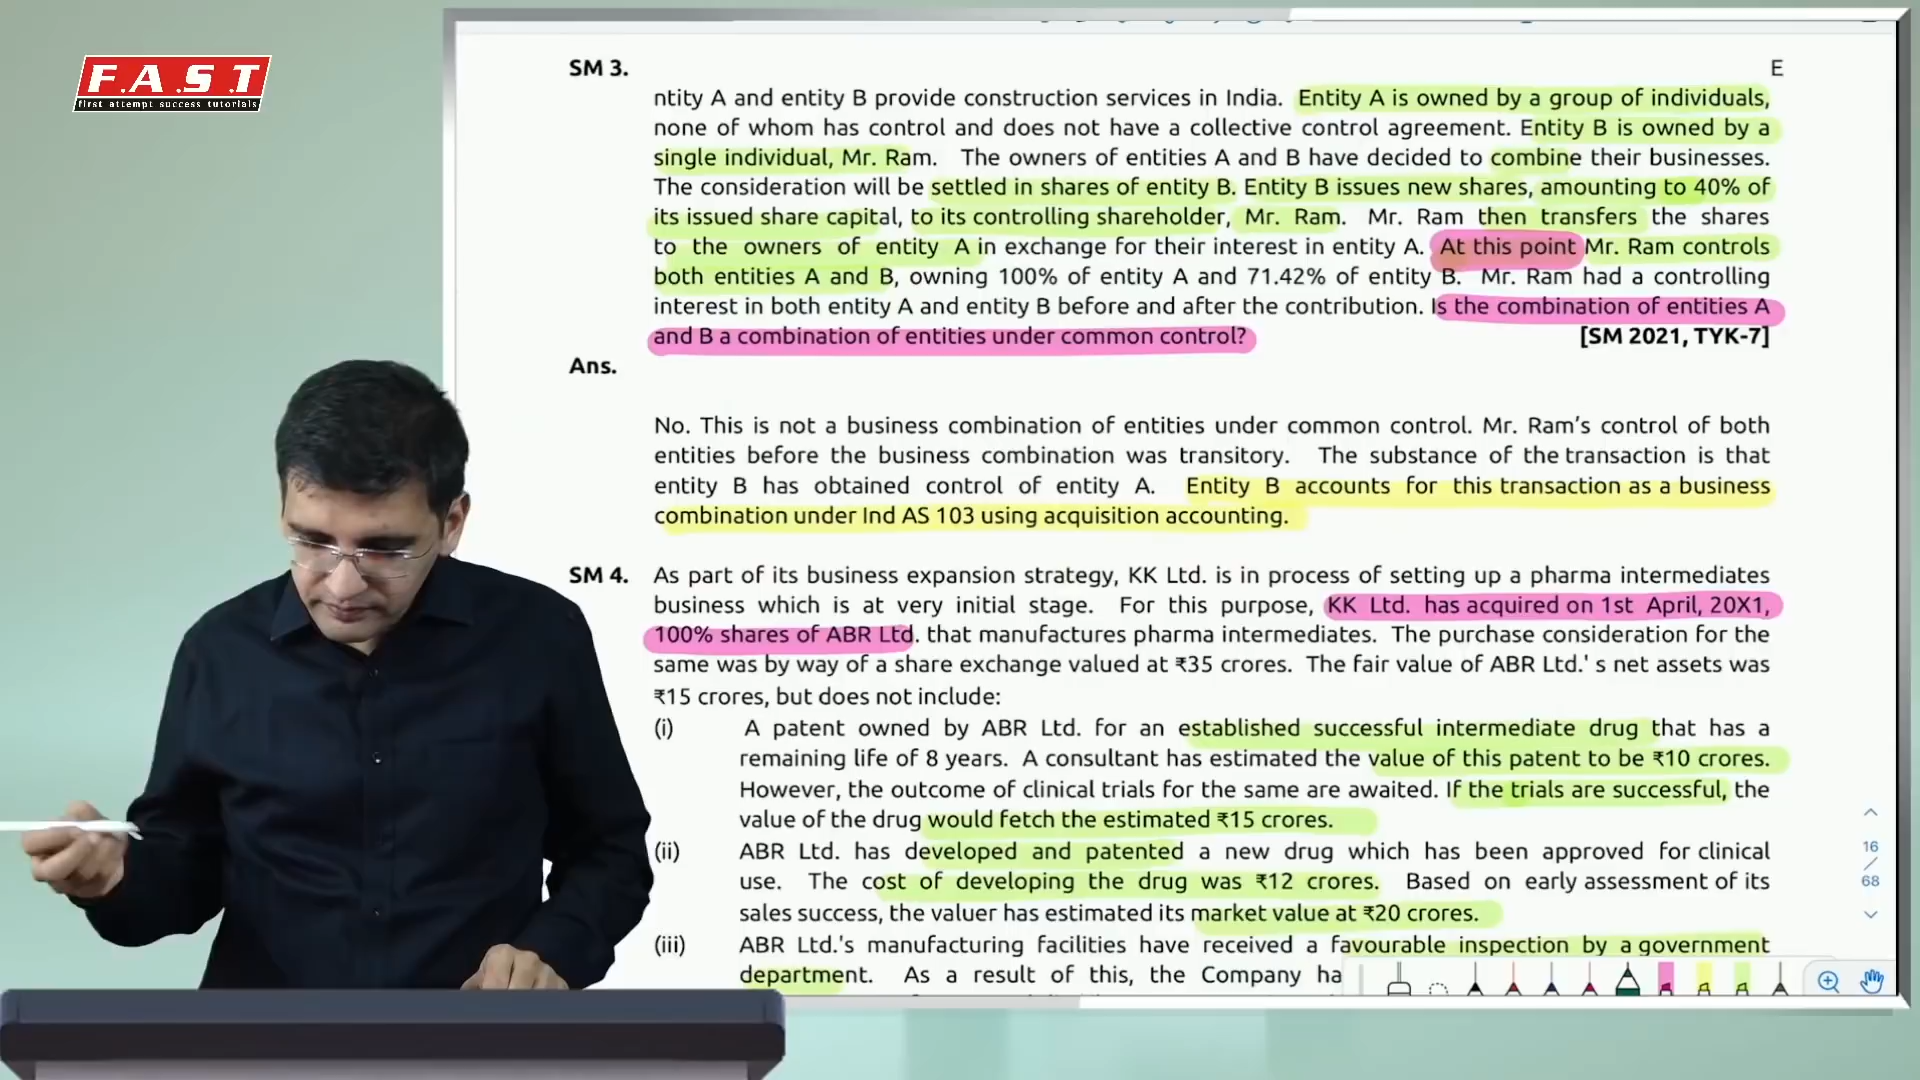 F.A.S.T
first attempt success tutorials
SM 3.
E
ntity A and entity B provide construction services in India. Entity A is owned by a group of individuals,
none of whom has control and does not have a collective control agreement. Entity B is owned by a
single individual, Mr. Ram. The owners of entities A and B have decided to combine their businesses.
The consideration will be settled in shares of entity B. Entity B issues new shares, amounting to 40% of
its issued share capital, to its controlling shareholder, Mr. Ram. Mr. Ram then transfers the shares
to the owners of entity A in exchange for their interest in entity A. At this point Mr. Ram controls
both entities A and B, owning 100% of entity A and 71.42% of entity B. Mr. Ram had a controlling
interest in both entity A and entity B before and after the contribution. Is the combination of entities A
and B a combination of entities under common control? [SM 2021, TYK-7]
Ans.
No. This is not a business combination of entities under common control. Mr. Ram's control of both
entities before the business combination was transitory. The substance of the transaction is that
entity B has obtained control of entity A. Entity B accounts for this transaction as a business
combination under Ind AS 103 using acquisition accounting.
SM 4. As part of its business expansion strategy, KK Ltd. is in process of setting up a pharma intermediates
business which is at very initial stage. For this purpose, KK Ltd. has acquired on 1st April, 20X1,
100% shares of ABR Ltd. that manufactures pharma intermediates. The purchase consideration for the
same was by way of a share exchange valued at ₹35 crores. The fair value of ABR Ltd.' s net assets was
₹15 crores, but does not include:
(i) A patent owned by ABR Ltd. for an established successful intermediate drug that has a
remaining life of 8 years. A consultant has estimated the value of this patent to be ₹10 crores.
However, the outcome of clinical trials for the same are awaited. If the trials are successful, the
value of the drug would fetch the estimated ₹15 crores.
(ii) ABR Ltd. has developed and patented a new drug which has been approved for clinical
use. The cost of developing the drug was ₹12 crores. Based on early assessment of its
sales success, the valuer has estimated its market value at ₹20 crores.
(iii) ABR Ltd.'s manufacturing facilities have received a favourable inspection by a government
department. As a result of this, the Company ha
16
/
68